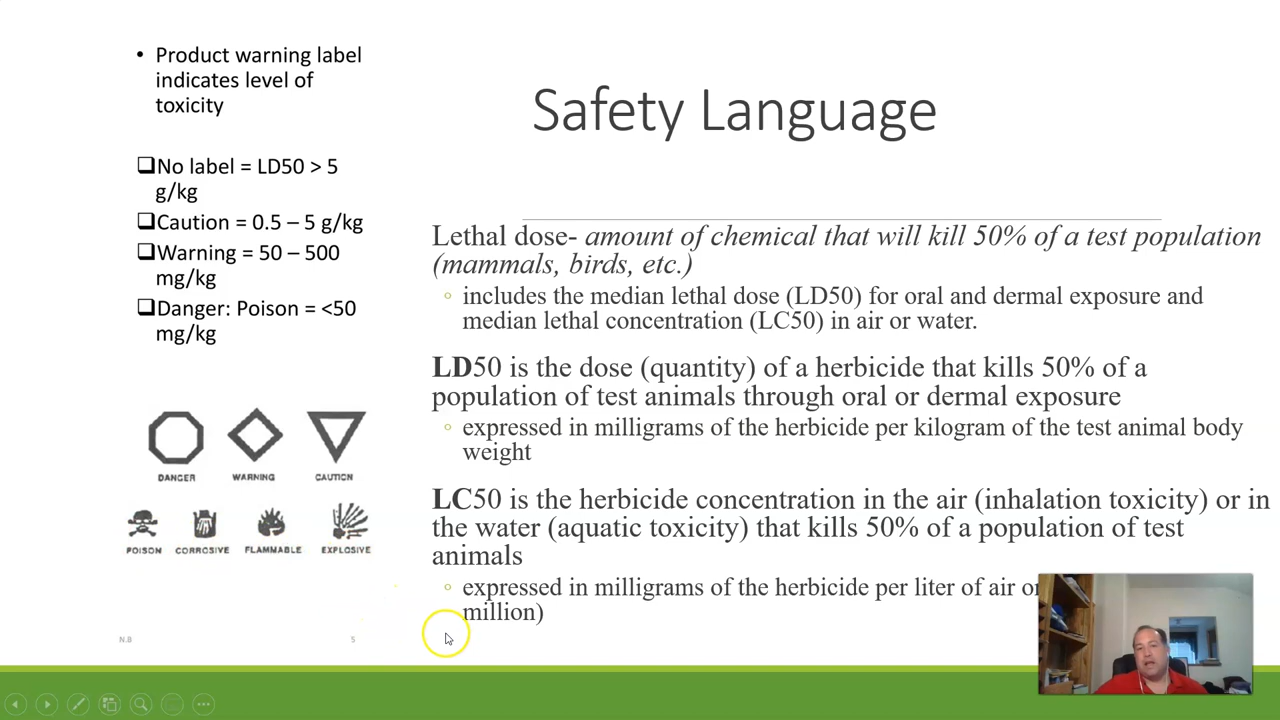 • Product warning label
indicates level of
toxicity
❑No label = LD50 > 5
g/kg
❑Caution = 0.5 – 5 g/kg
❑Warning = 50 – 500
mg/kg
❑Danger: Poison = <50
mg/kg
DANGER WARNING CAUTION
POISON CORROSIVE FLAMMABLE EXPLOSIVE
Safety Language
Lethal dose- amount of chemical that will kill 50% of a test population
(mammals, birds, etc.)
◦ includes the median lethal dose (LD50) for oral and dermal exposure and
median lethal concentration (LC50) in air or water.
LD50 is the dose (quantity) of a herbicide that kills 50% of a
population of test animals through oral or dermal exposure
◦ expressed in milligrams of the herbicide per kilogram of the test animal body
weight
LC50 is the herbicide concentration in the air (inhalation toxicity) or in
the water (aquatic toxicity) that kills 50% of a population of test
animals
◦ expressed in milligrams of the herbicide per liter of air
million)
N.B 5